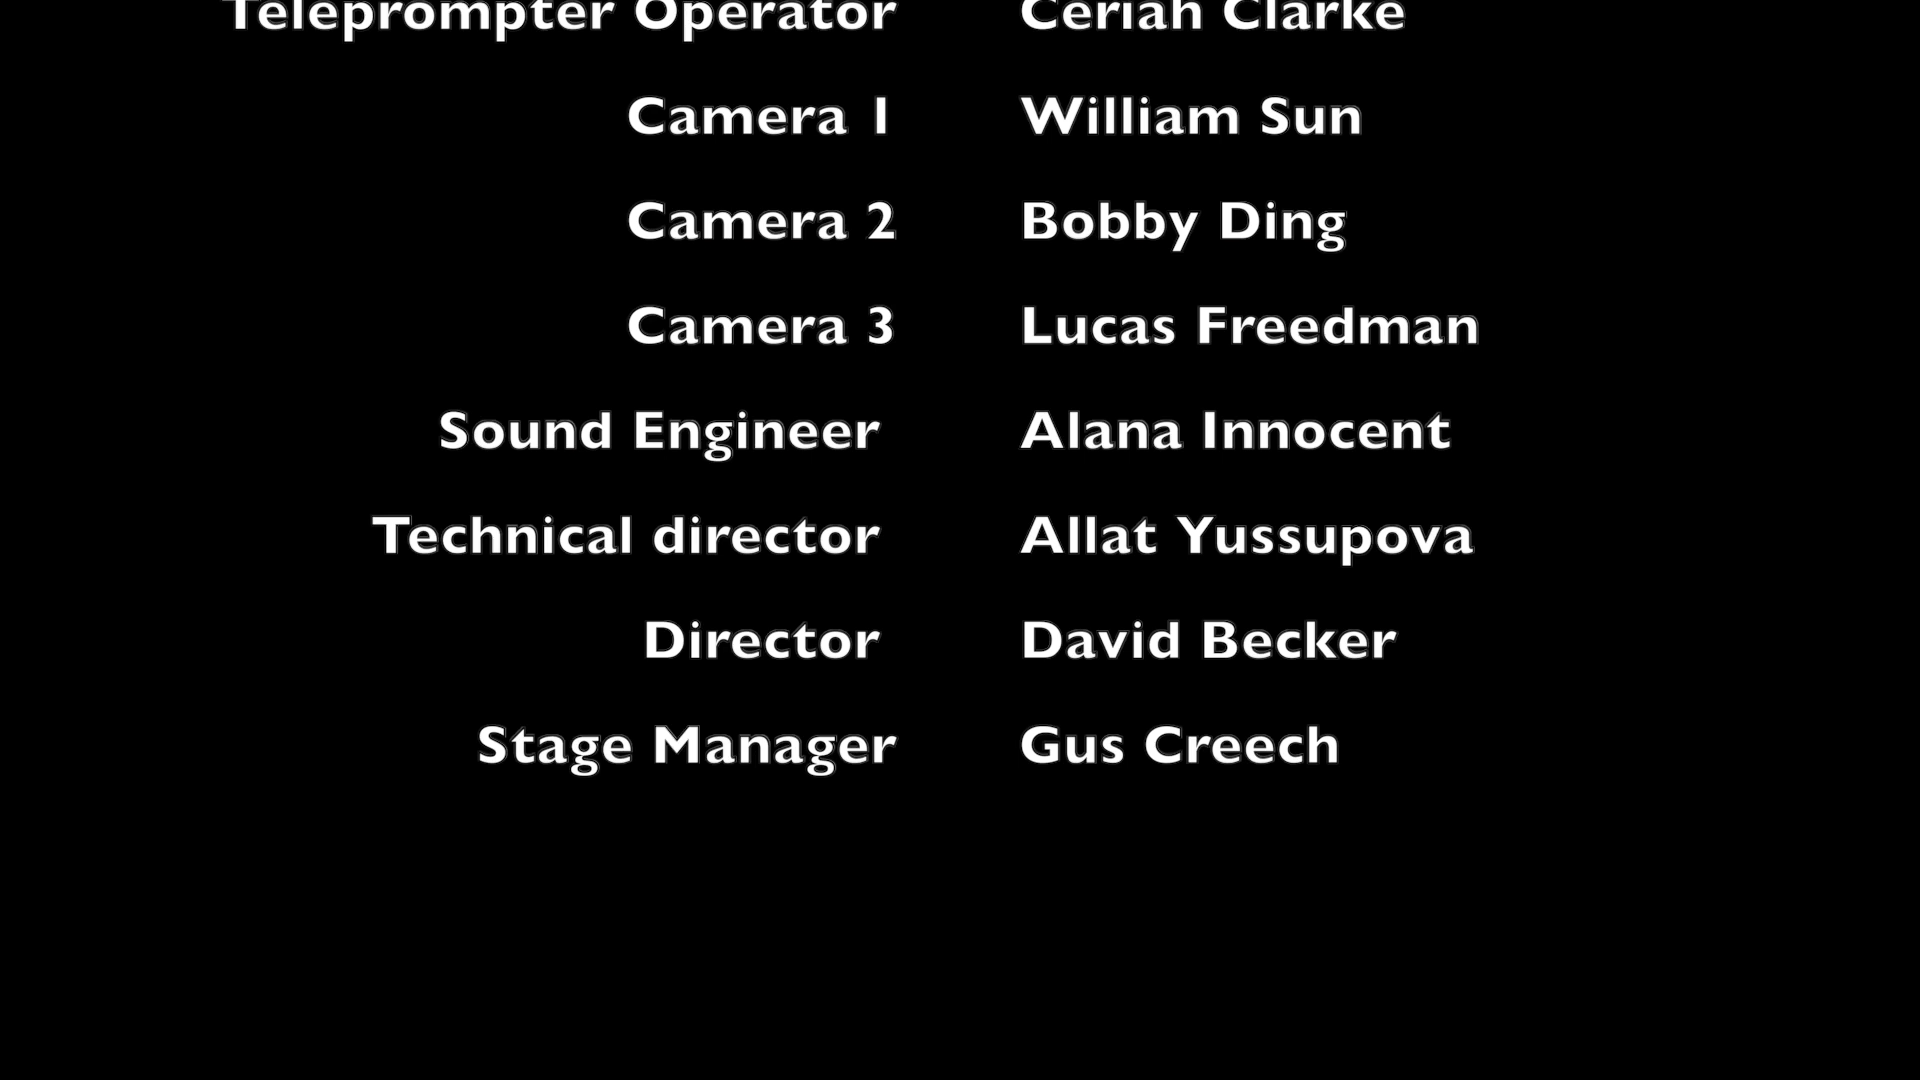 Teleprompter Operator Ceriah Clarke
Camera 1 William Sun
Camera 2 Bobby Ding
Camera 3 Lucas Freedman
Sound Engineer Alana Innocent
Technical director Allat Yussupova
Director David Becker
Stage Manager Gus Creech